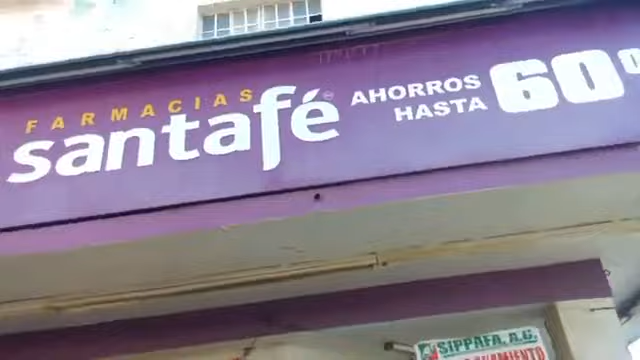 FARMACIAS
santafé
AHORROS
HASTA
60%
SIPPAFA, A.C.